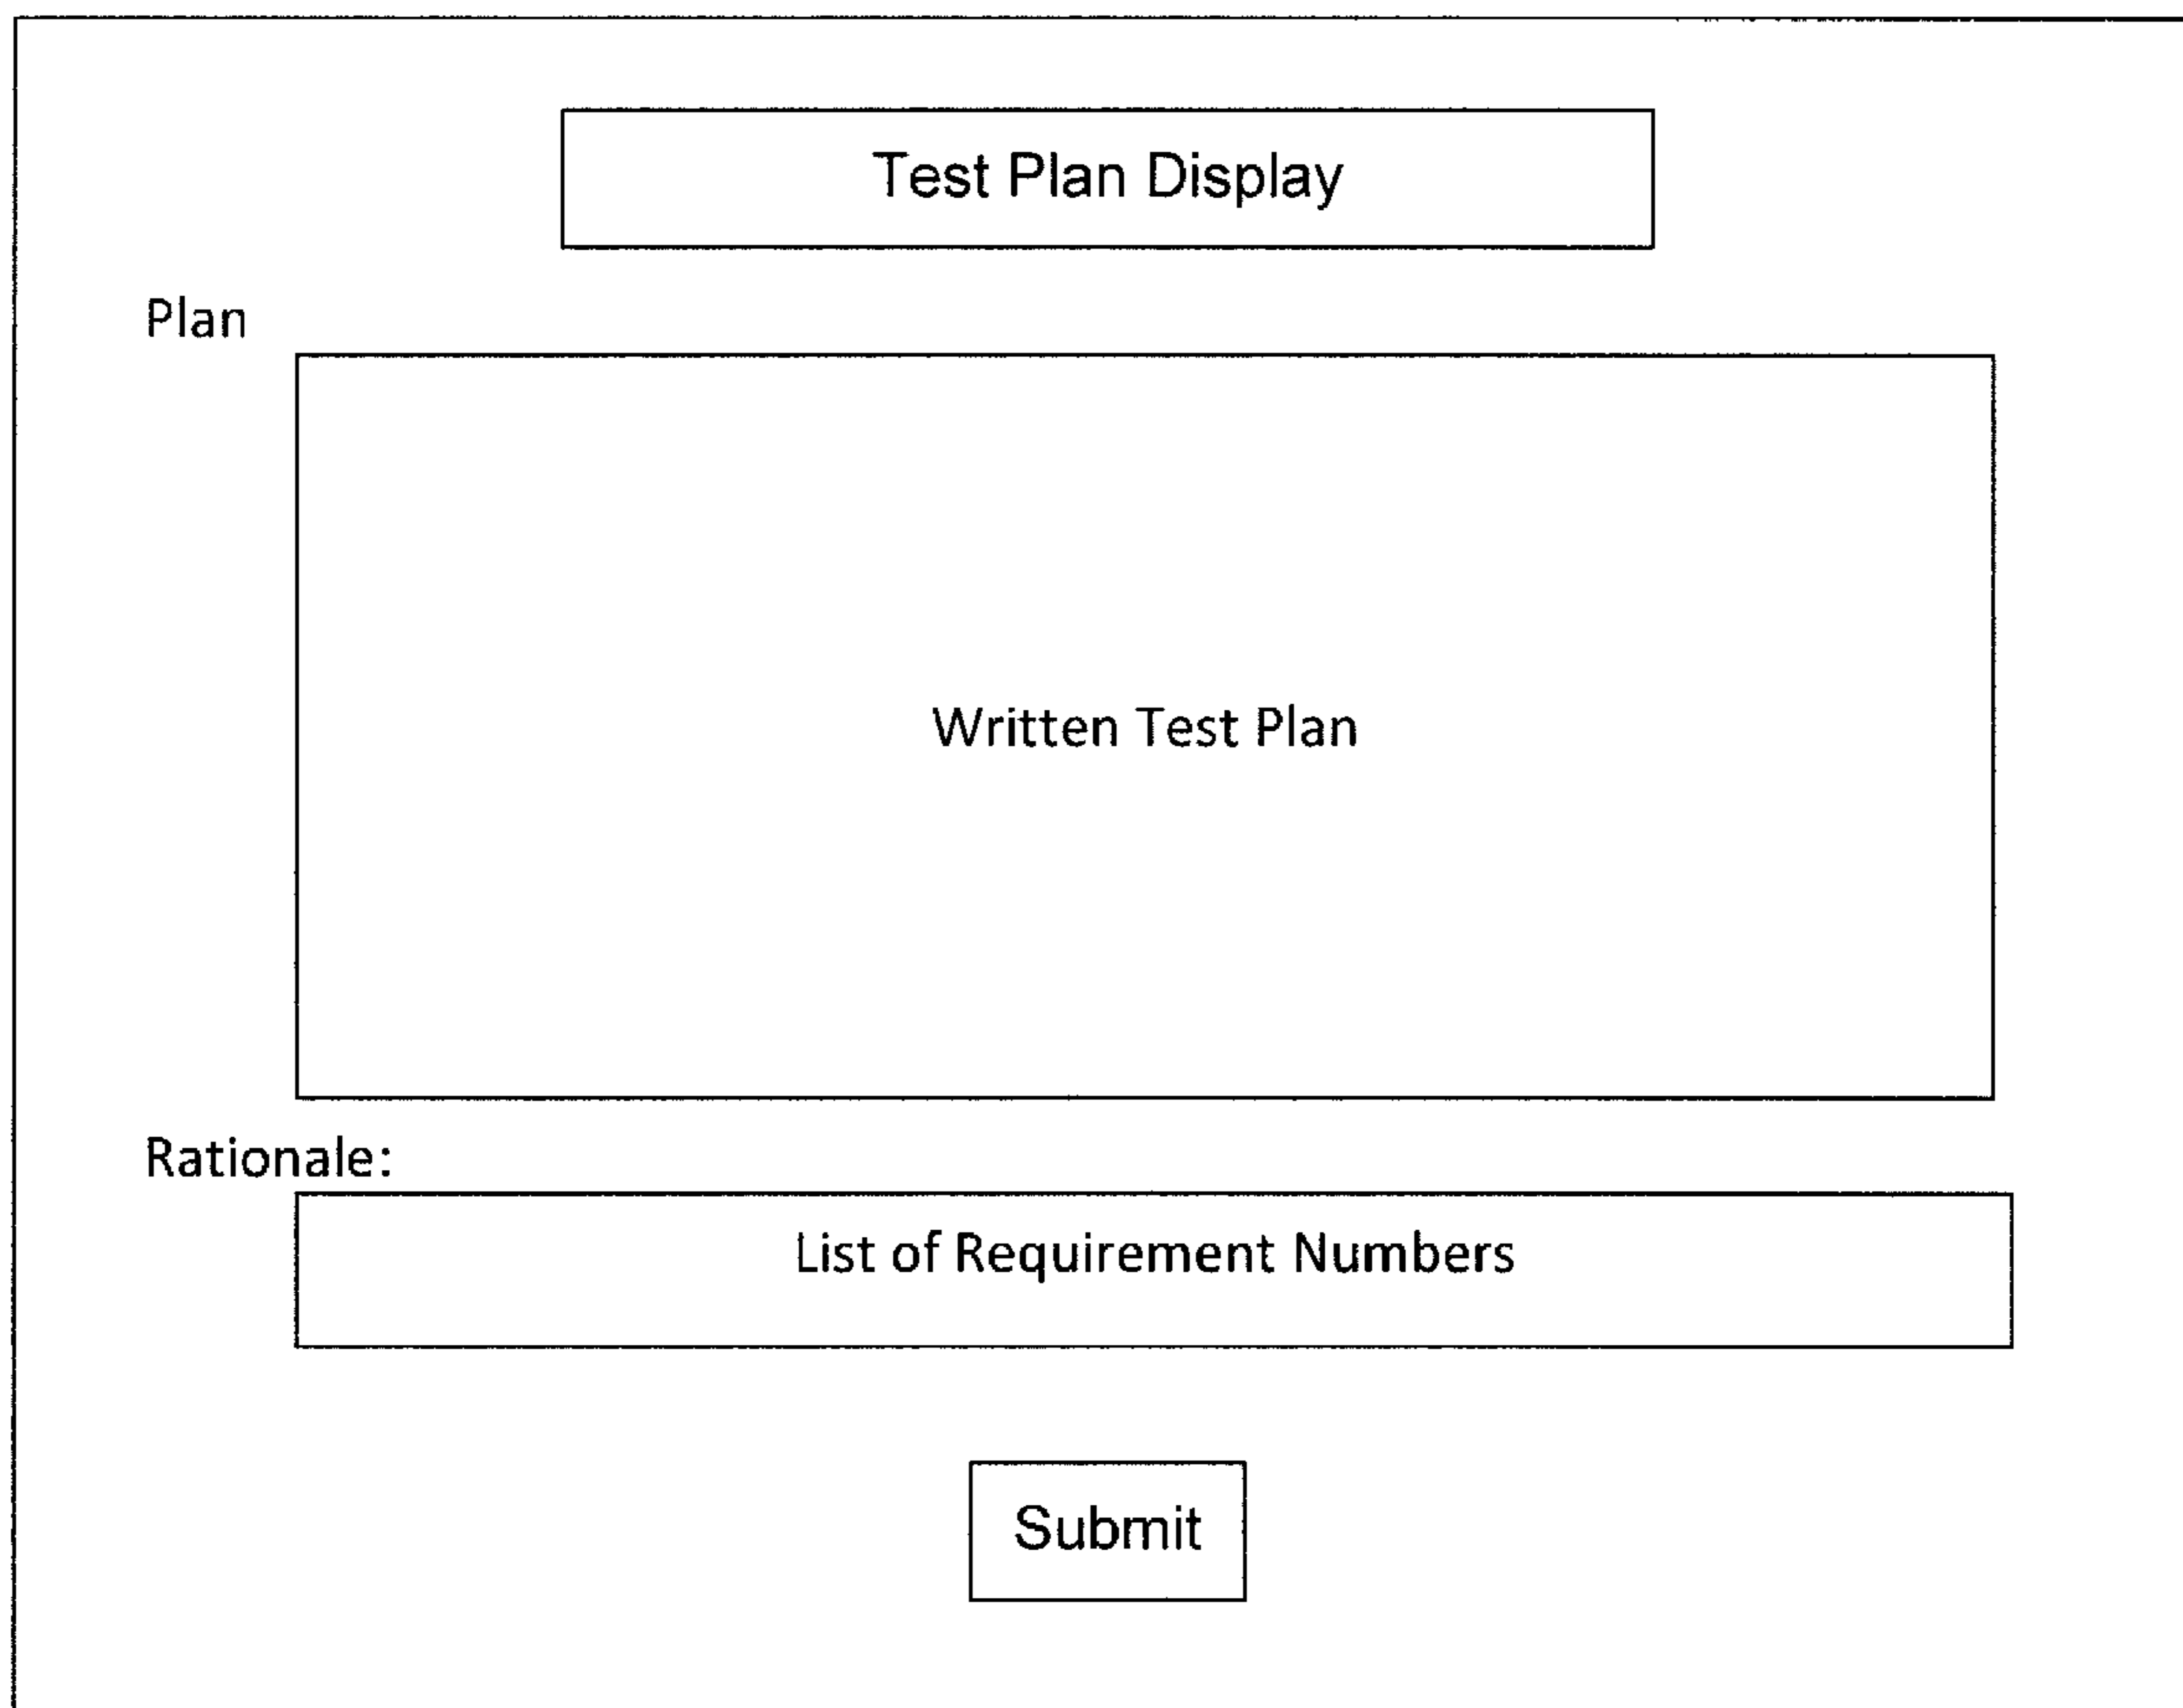 Test Plan Display
Plan
Written Test Plan
Rationale:
List of Requirement Numbers
Submit